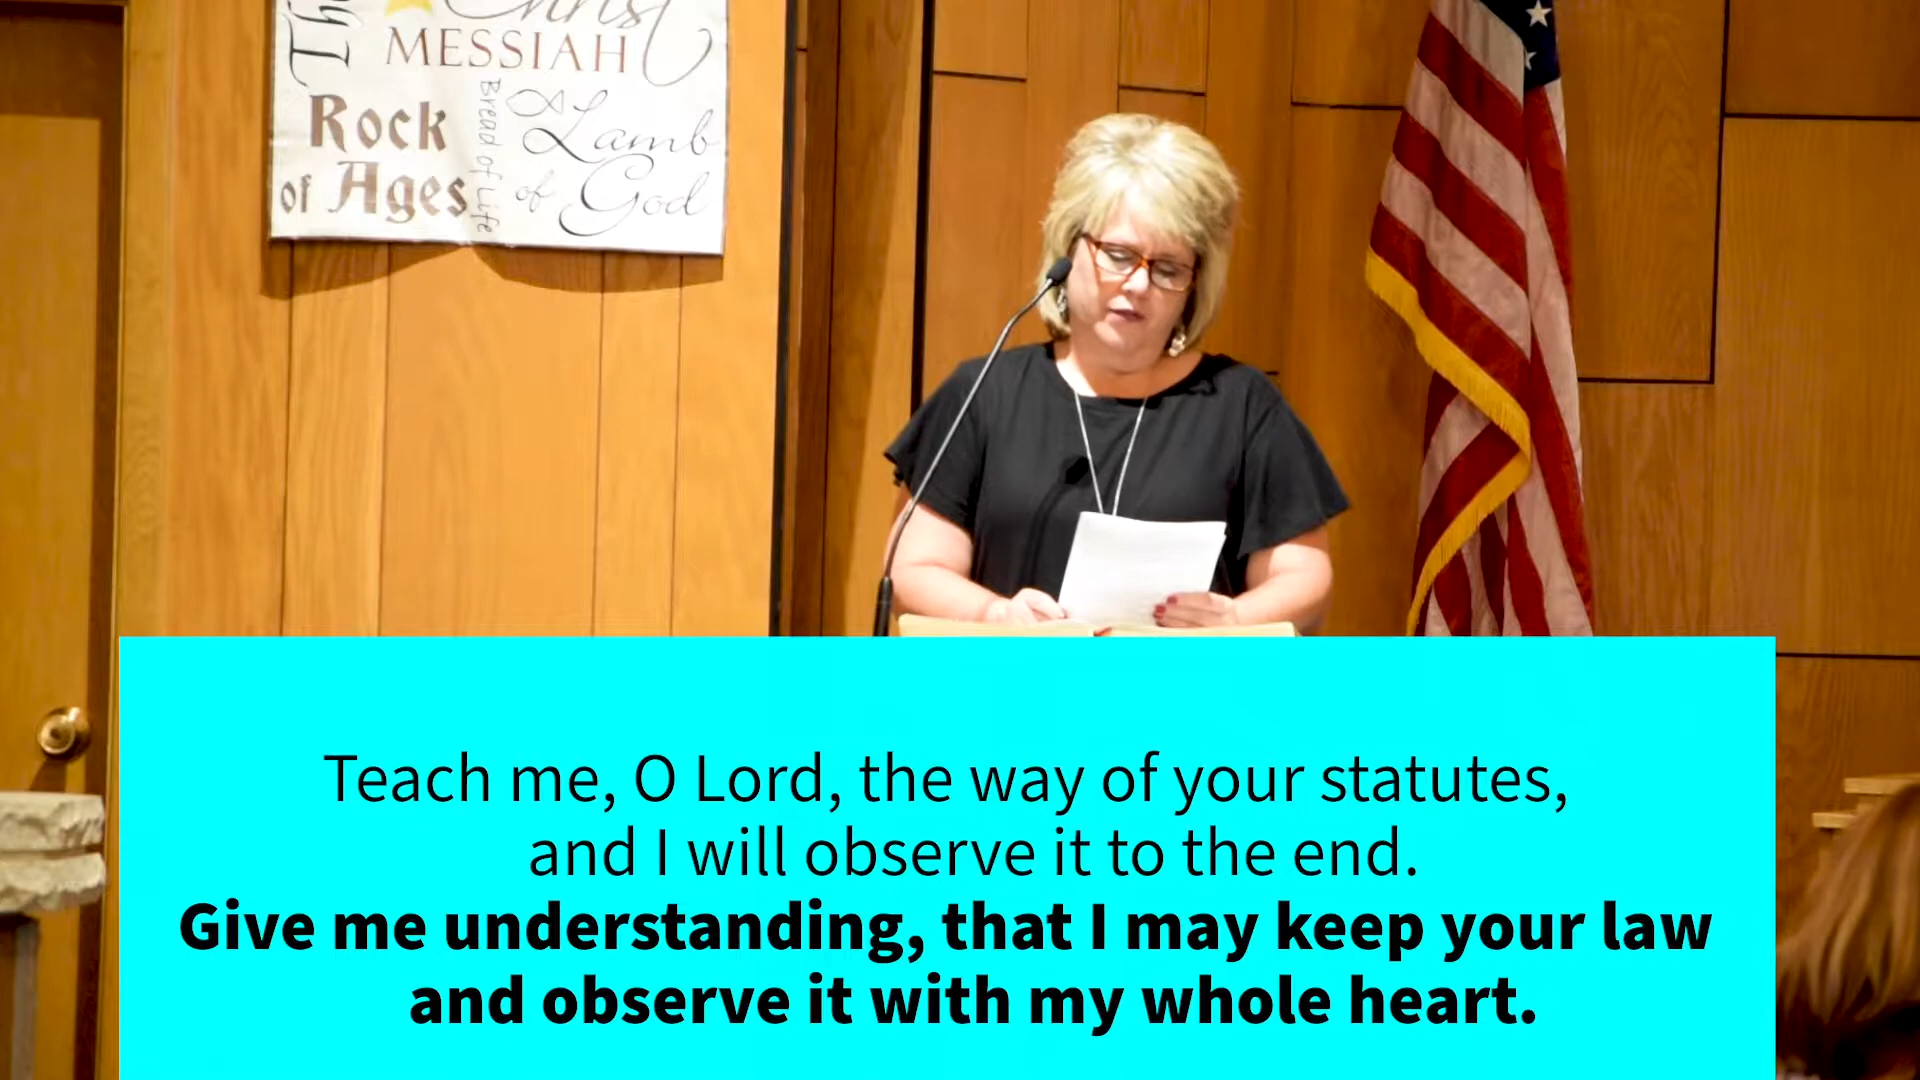 Christ
MESSIAH
Rock
of Ages
Bread of Life
Lamb
of God
Teach me, O Lord, the way of your statutes,
and I will observe it to the end.
Give me understanding, that I may keep your law
and observe it with my whole heart.